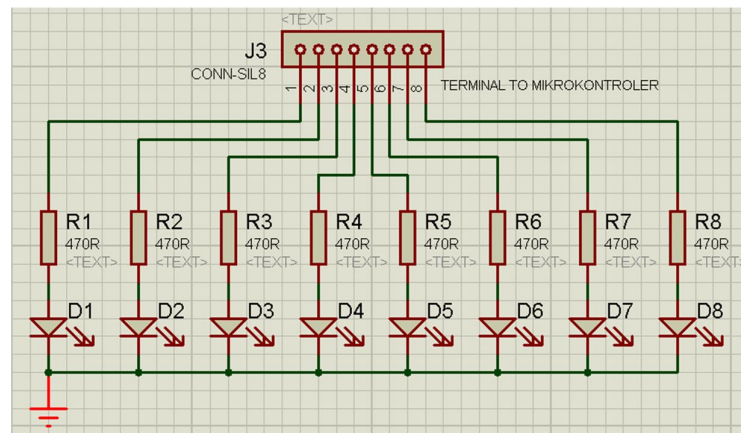 <TEXT>
J3
CONN-SIL8
1 2 3 4 5 6 7 8
TERMINAL TO MIKROKONTROLER
R1 R2 R3 R4 R5 R6 R7 R8
470R 470R 470R 470R 470R 470R 470R 470R
<TEXT> <TEXT> <TEXT> <TEXT> <TEXT> <TEXT> <TEXT> <TEXT>
D1 D2 D3 D4 D5 D6 D7 D8